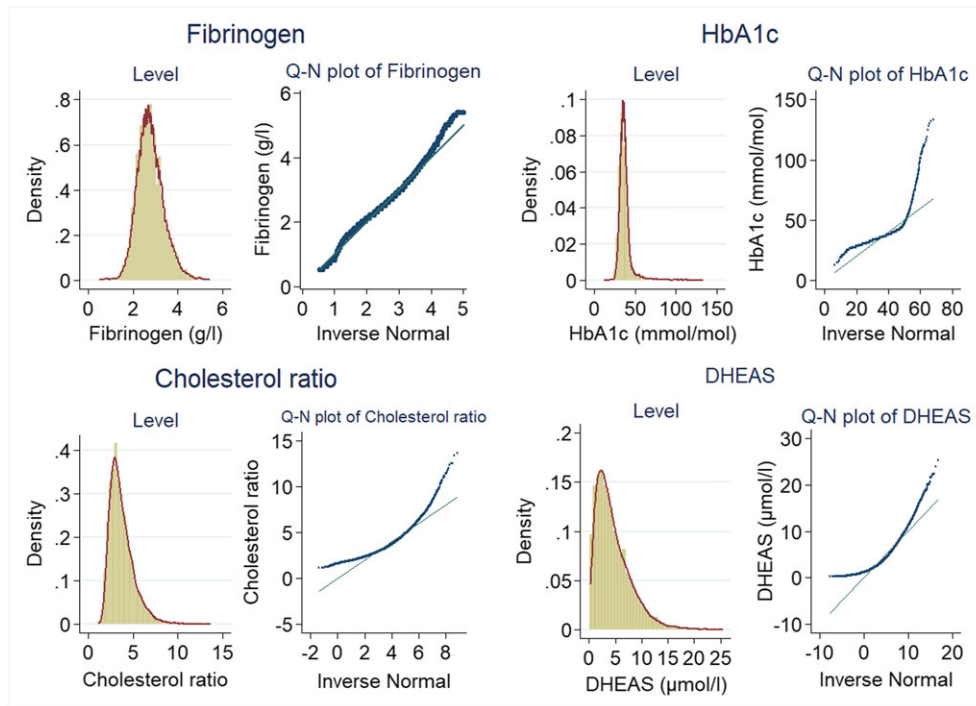 Fibrinogen
Level
Density
.8
.6
.4
.2
0
0 2 4 6
Fibrinogen (g/l)
Q-N plot of Fibrinogen
Fibrinogen (g/l)
6
4
2
0
0 1 2 3 4 5
Inverse Normal
HbA1c
Level
Density
.1
.08
.06
.04
.02
0
0 50 100 150
HbA1c (mmol/mol)
Q-N plot of HbA1c
HbA1c (mmol/mol)
150
100
50
0
0 20 40 60 80
Inverse Normal
Cholesterol ratio
Level
Density
.4
.3
.2
.1
0
0 5 10 15
Cholesterol ratio
Q-N plot of Cholesterol ratio
Cholesterol ratio
15
10
5
0
-5
-2 0 2 4 6 8
Inverse Normal
DHEAS
Level
Density
.2
.15
.1
.05
0
0 5 10 15 20 25
DHEAS (µmol/l)
Q-N plot of DHEAS
DHEAS (µmol/l)
30
20
10
0
-10
-10 0 10 20
Inverse Normal